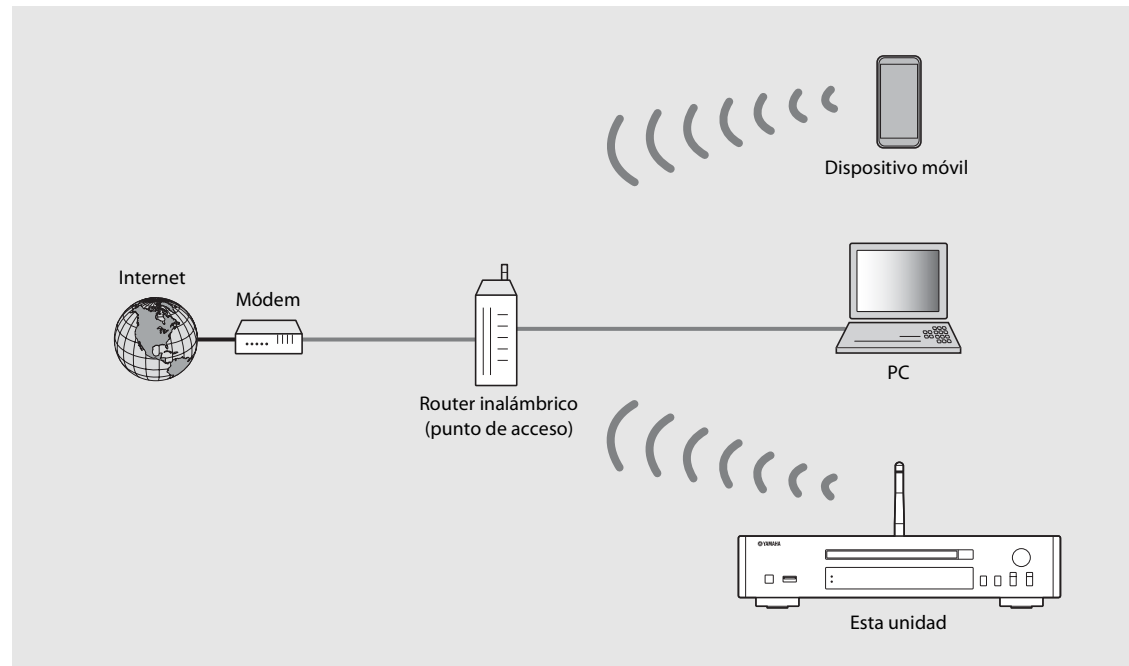 Dispositivo móvil
Internet
Módem
PC
Router inalámbrico
(punto de acceso)
YAMAHA
Esta unidad